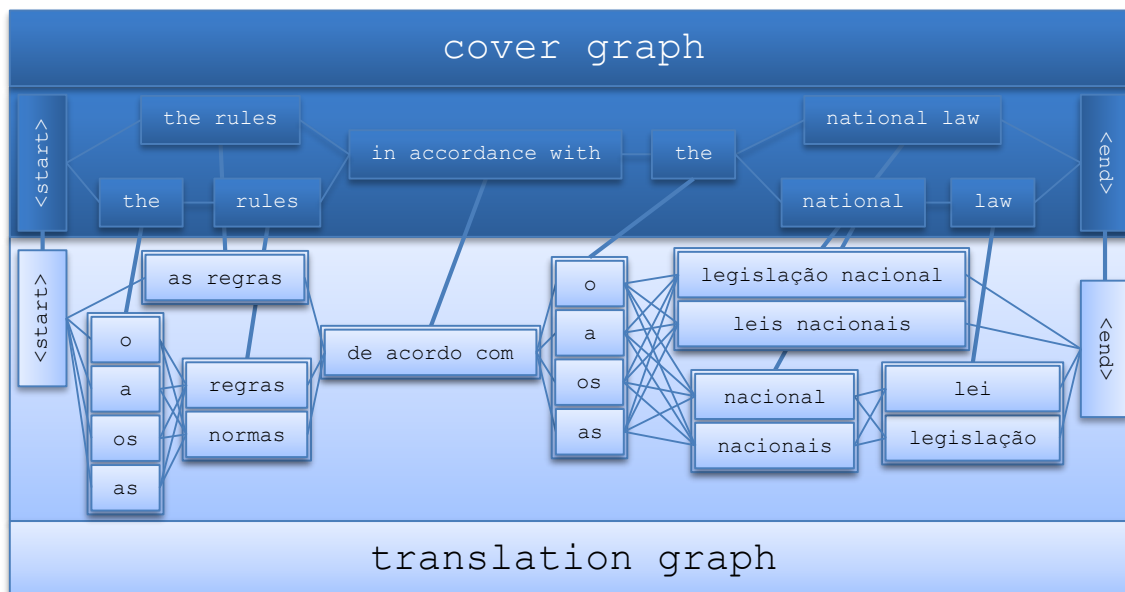 cover graph
<start>
the rules
in accordance with
the
national law
<end>
the
rules
national
law
<start>
as regras
o
a
os
as
regras
normas
de acordo com
o
a
os
as
legislação nacional
leis nacionais
nacional
nacionais
lei
legislação
<end>
translation graph